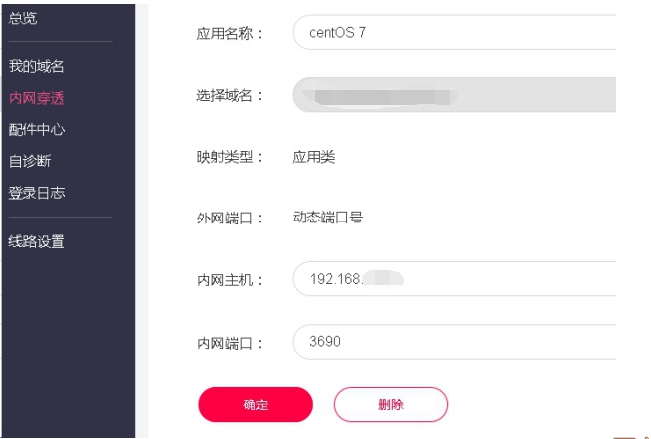 总览
我的域名
内网穿透
配件中心
自诊断
登录日志
线路设置
应用名称： centOS 7
选择域名：
映射类型： 应用类
外网端口： 动态端口号
内网主机： 192.168.
内网端口： 3690
确定 删除